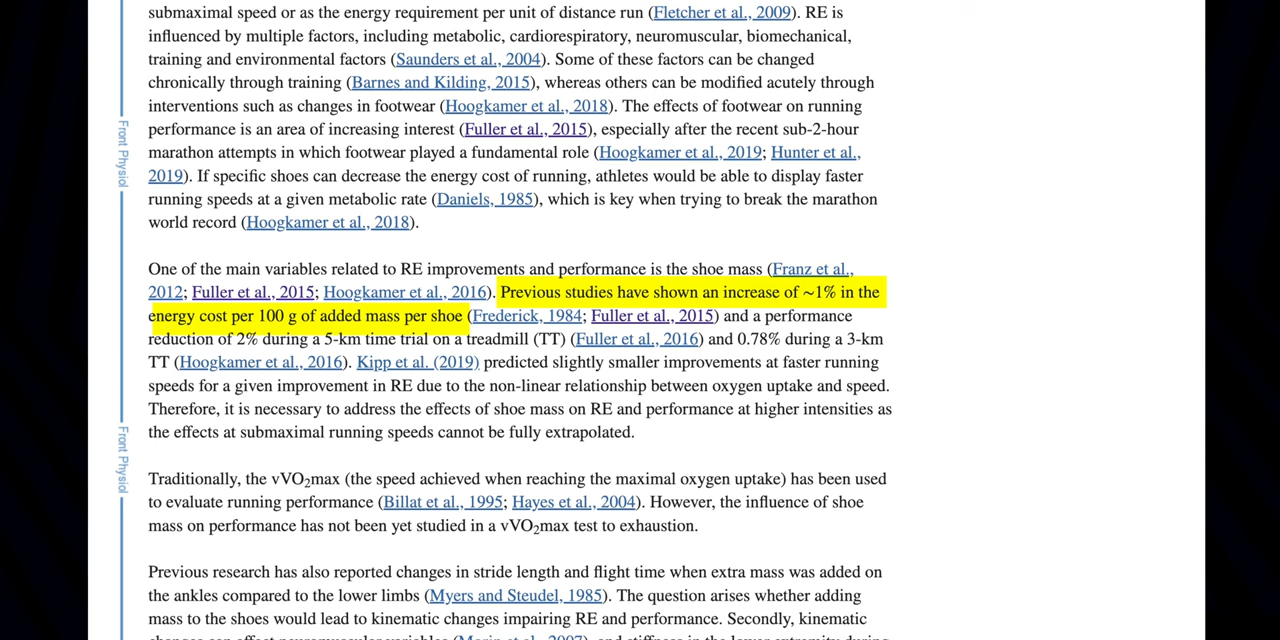 submaximal speed or as the energy requirement per unit of distance run (Fletcher et al., 2009). RE is
influenced by multiple factors, including metabolic, cardiorespiratory, neuromuscular, biomechanical,
training and environmental factors (Saunders et al., 2004). Some of these factors can be changed
chronically through training (Barnes and Kilding, 2015), whereas others can be modified acutely through
interventions such as changes in footwear (Hoogkamer et al., 2018). The effects of footwear on running
performance is an area of increasing interest (Fuller et al., 2015), especially after the recent sub-2-hour
marathon attempts in which footwear played a fundamental role (Hoogkamer et al., 2019; Hunter et al.,
2019). If specific shoes can decrease the energy cost of running, athletes would be able to display faster
running speeds at a given metabolic rate (Daniels, 1985), which is key when trying to break the marathon
world record (Hoogkamer et al., 2018).
One of the main variables related to RE improvements and performance is the shoe mass (Franz et al.,
2012; Fuller et al., 2015; Hoogkamer et al., 2016). Previous studies have shown an increase of ~1% in the
energy cost per 100 g of added mass per shoe (Frederick, 1984; Fuller et al., 2015) and a performance
reduction of 2% during a 5-km time trial on a treadmill (TT) (Fuller et al., 2016) and 0.78% during a 3-km
TT (Hoogkamer et al., 2016). Kipp et al. (2019) predicted slightly smaller improvements at faster running
speeds for a given improvement in RE due to the non-linear relationship between oxygen uptake and speed.
Therefore, it is necessary to address the effects of shoe mass on RE and performance at higher intensities as
the effects at submaximal running speeds cannot be fully extrapolated.
Traditionally, the vVO2max (the speed achieved when reaching the maximal oxygen uptake) has been used
to evaluate running performance (Billat et al., 1995; Hayes et al., 2004). However, the influence of shoe
mass on performance has not been yet studied in a vVO2max test to exhaustion.
Previous research has also reported changes in stride length and flight time when extra mass was added on
the ankles compared to the lower limbs (Myers and Steudel, 1985). The question arises whether adding
mass to the shoes would lead to kinematic changes impairing RE and performance. Secondly, kinematic
Front Physiol
Front Physiol